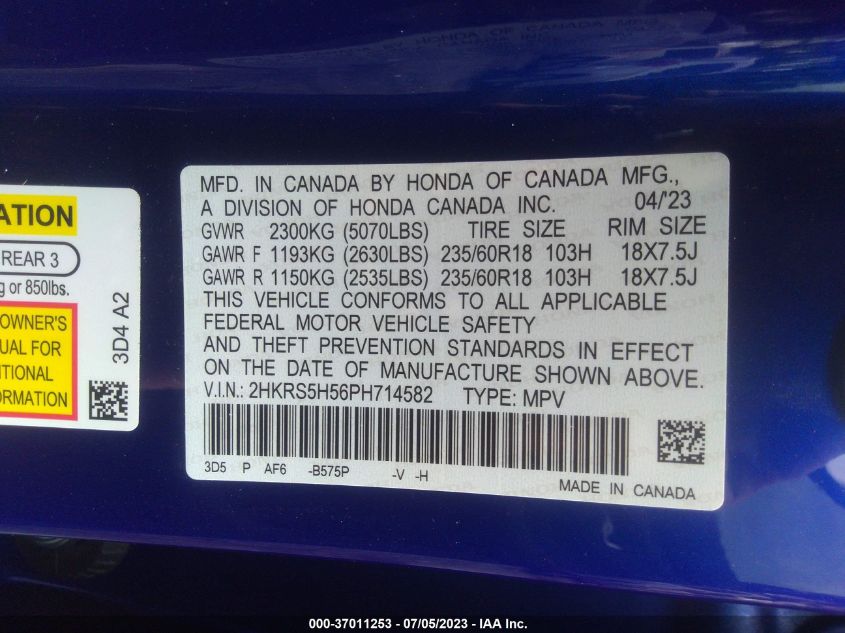 ATION
REAR 3
g or 850lbs.
OWNER'S
UAL FOR
ITIONAL
IN.
3D4 A2
MFD. IN CANADA BY HONDA OF CANADA MFG.,
A DIVISION OF HONDA CANADA INC. 04/'23
GVWR 2300KG (5070LBS) TIRE SIZE RIM SIZE
GAWR F 1193KG (2630LBS) 235/60R18 103H 18X7.5J
GAWR R 1150KG (2535LBS) 235/60R18 103H 18X7.5J
THIS VEHICLE CONFORMS TO ALL APPLICABLE
FEDERAL MOTOR VEHICLE SAFETY
AND THEFT PREVENTION STANDARDS IN EFFECT
ON THE DATE OF MANUFACTURE SHOWN ABOVE.
V.I.N.: 2HKRS5H56PH714582 TYPE: MPV
3D5 P AF6 -B575P -V -H
MADE IN CANADA
000-37011253 - 07/05/2023 - IAA Inc.